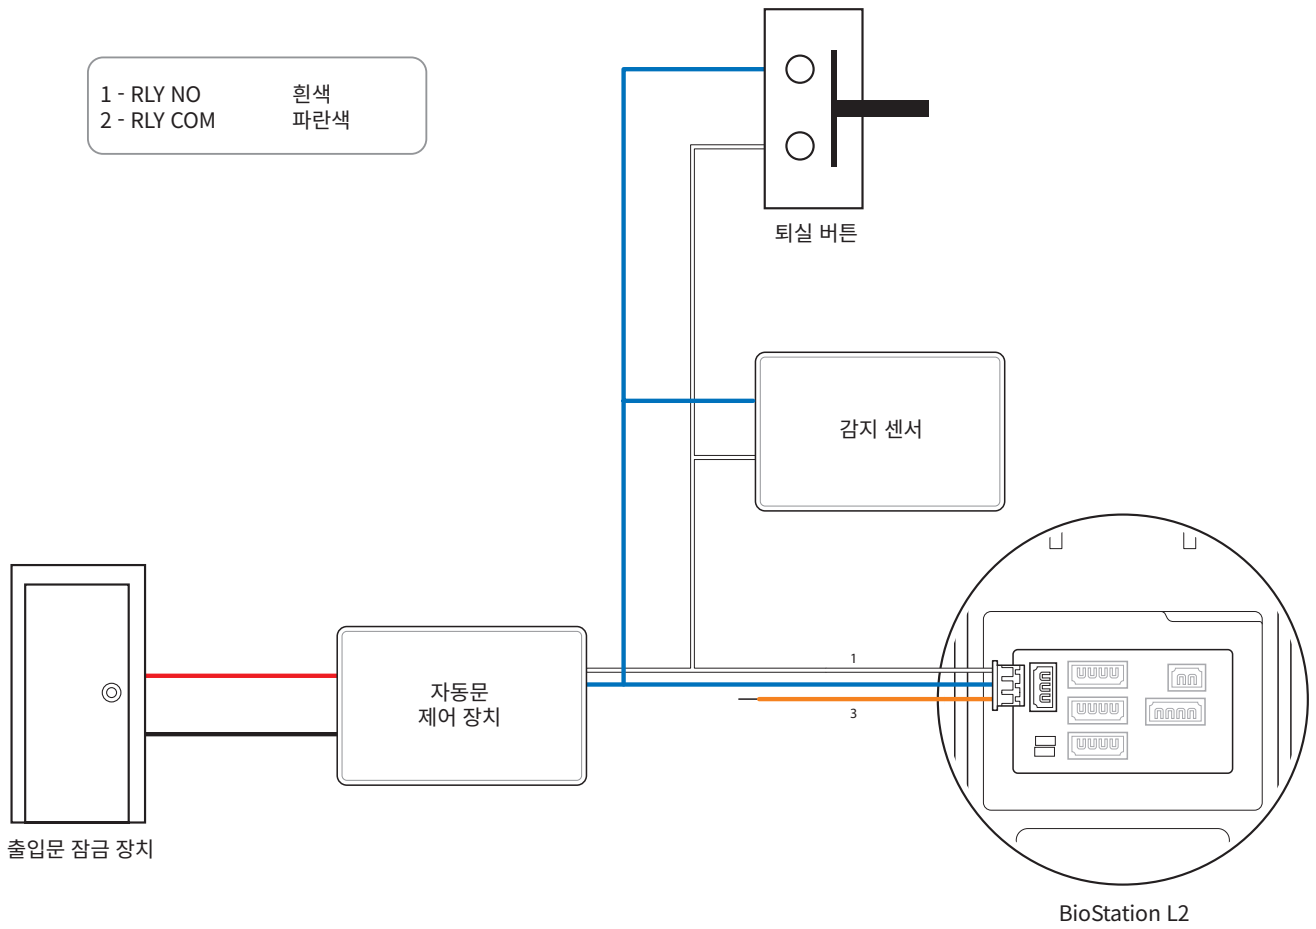 1 - RLY NO 흰색
2 - RLY COM 파란색
퇴실 버튼
감지 센서
1
3
자동문
제어 장치
출입문 잠금 장치
BioStation L2